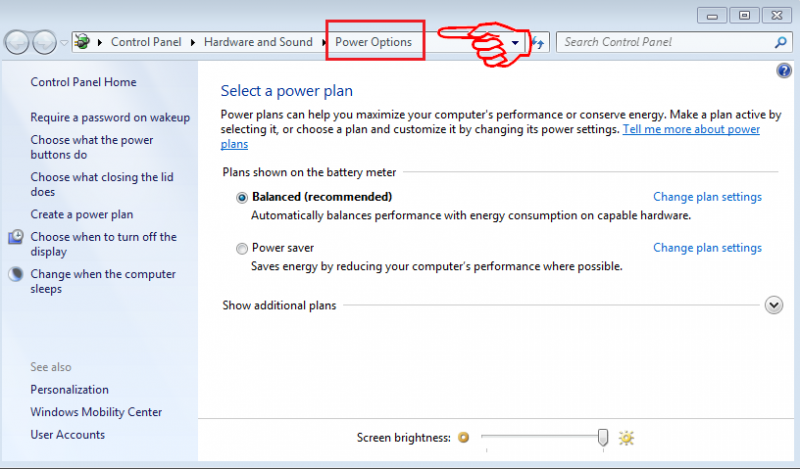 Control Panel Hardware and Sound Power Options Search Control Panel
Control Panel Home
Require a password on wakeup
Choose what the power
buttons do
Choose what closing the lid
does
Create a power plan
Choose when to turn off the
display
Change when the computer
sleeps
See also
Personalization
Windows Mobility Center
User Accounts
Select a power plan
Power plans can help you maximize your computer's performance or conserve energy. Make a plan active by
selecting it, or choose a plan and customize it by changing its power settings. Tell me more about power
plans
Plans shown on the battery meter
Balanced (recommended) Change plan settings
Automatically balances performance with energy consumption on capable hardware.
Power saver Change plan settings
Saves energy by reducing your computer's performance where possible.
Show additional plans
Screen brightness: